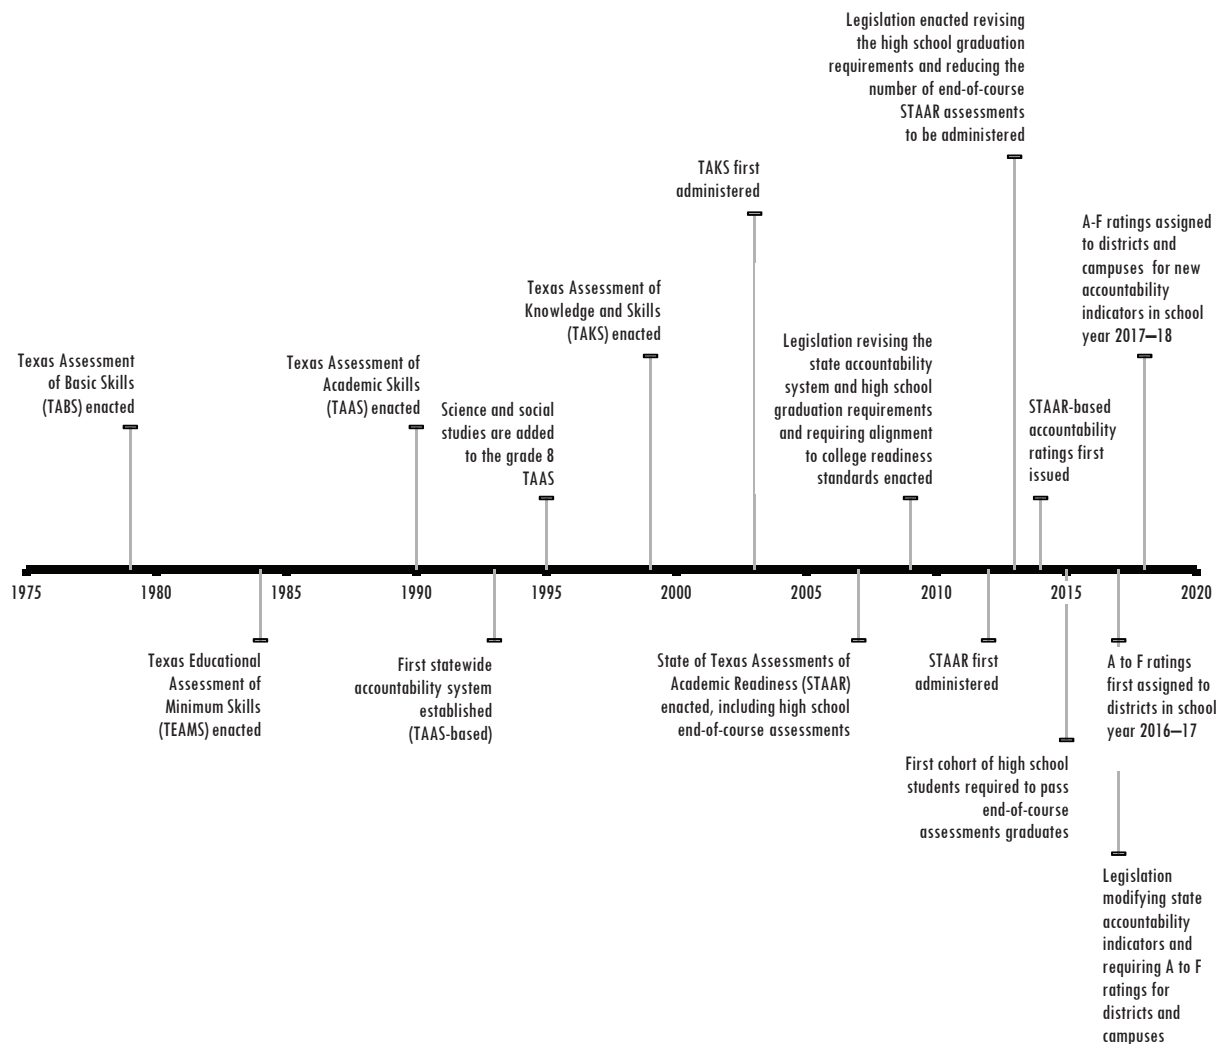 Legislation enacted revising
the high school graduation
requirements and reducing the
number of end-of-course
STAAR assessments
to be administered
TAKS first
administered
A-F ratings assigned
to districts and
campuses for new
accountability
indicators in school
year 2017–18
Texas Assessment of
Knowledge and Skills
(TAKS) enacted
Legislation revising the
state accountability
system and high school
graduation requirements
and requiring alignment
to college readiness
standards enacted
Texas Assessment
of Basic Skills
(TABS) enacted
Texas Assessment of
Academic Skills
(TAAS) enacted
Science and social
studies are added
to the grade 8
TAAS
STAAR-based
accountability
ratings first
issued
1975
1980
1985
1990
1995
2000
2005
2010
2015
2020
Texas Educational
Assessment of
Minimum Skills
(TEAMS) enacted
First statewide
accountability system
established
(TAAS-based)
State of Texas Assessments of
Academic Readiness (STAAR)
enacted, including high school
end-of-course assessments
STAAR first
administered
A to F ratings
first assigned to
districts in school
year 2016–17
First cohort of high school
students required to pass
end-of-course
assessments graduates
Legislation
modifying state
accountability
indicators and
requiring A to F
ratings for
districts and
campuses